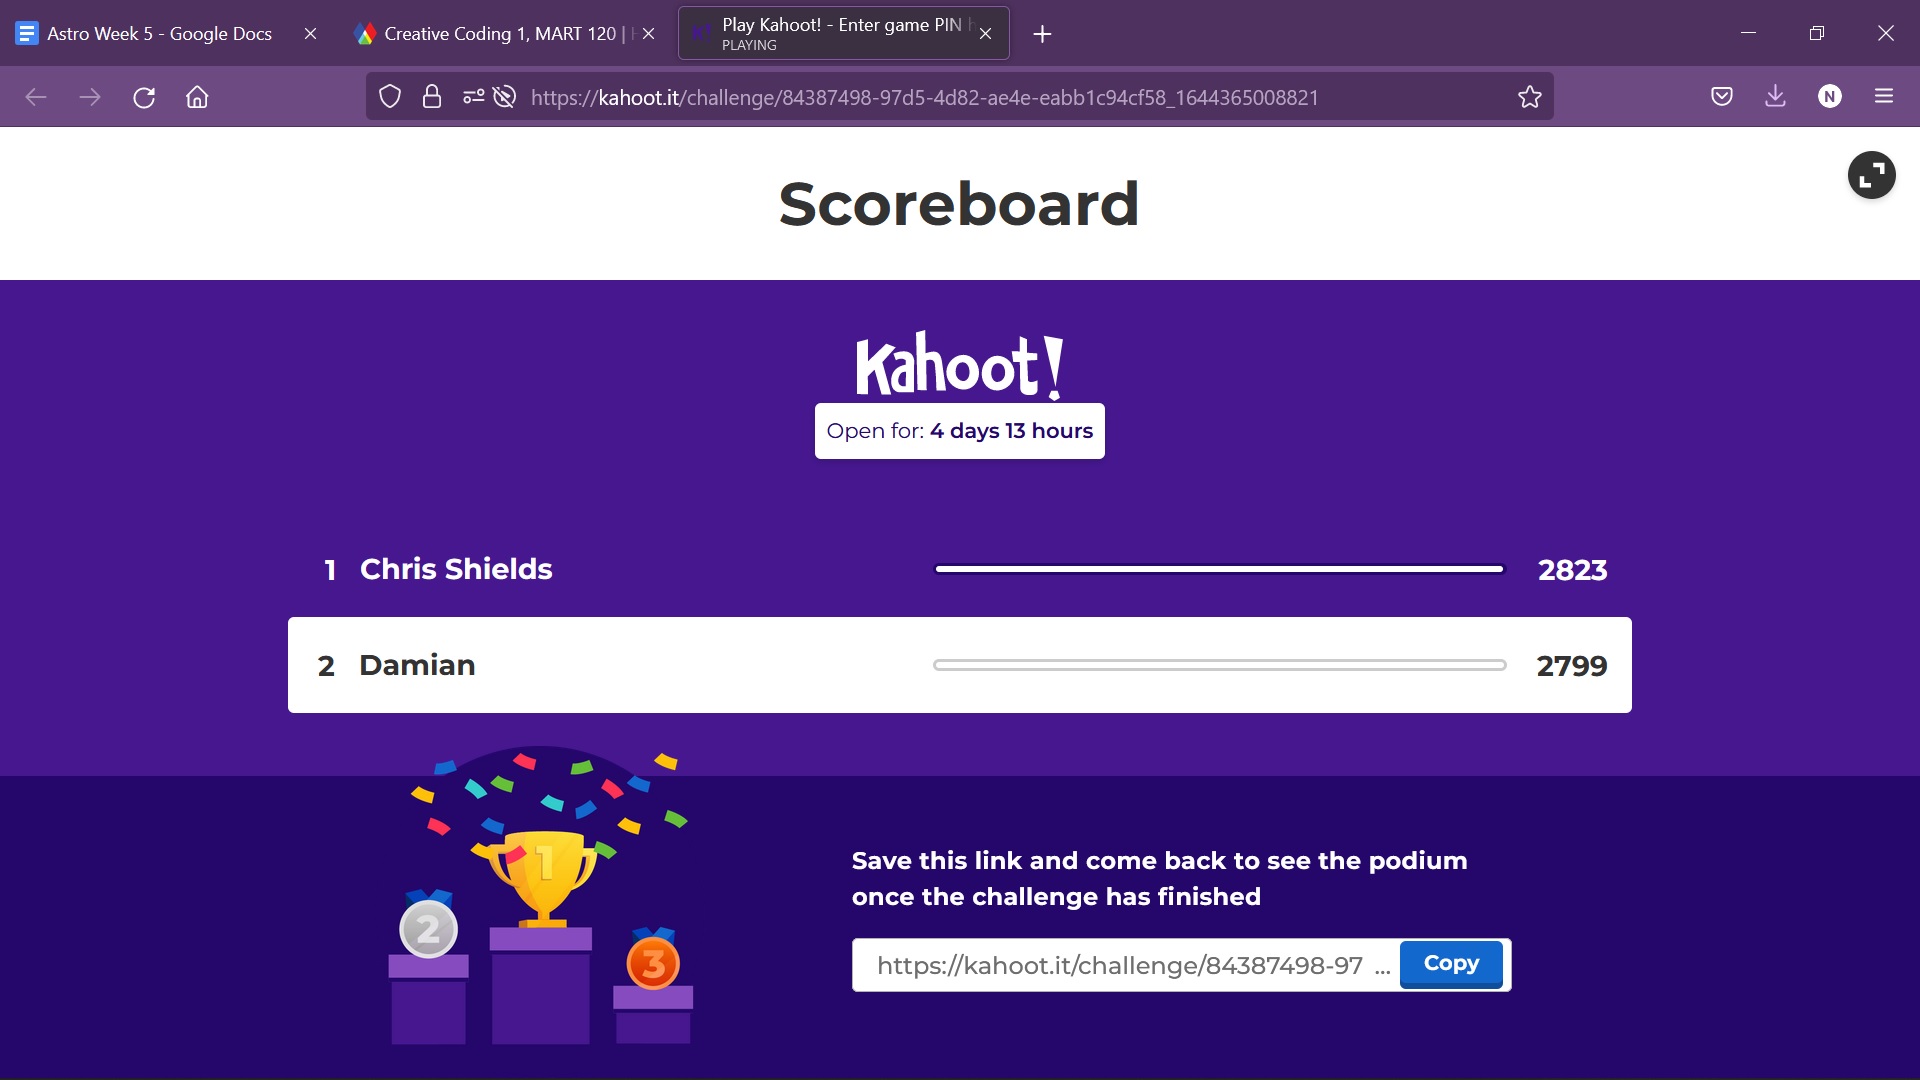 Astro Week 5 - Google Docs
Creative Coding 1, MART 120 |
Play Kahoot! - Enter game PIN h
PLAYING
https://kahoot.it/challenge/84387498-97d5-4d82-ae4e-eabb1c94cf58_1644365008821
N
Scoreboard
Kahoot!
Open for: 4 days 13 hours
1 Chris Shields 2823
2 Damian 2799
1
2
3
Save this link and come back to see the podium
once the challenge has finished
https://kahoot.it/challenge/84387498-97 ... Copy